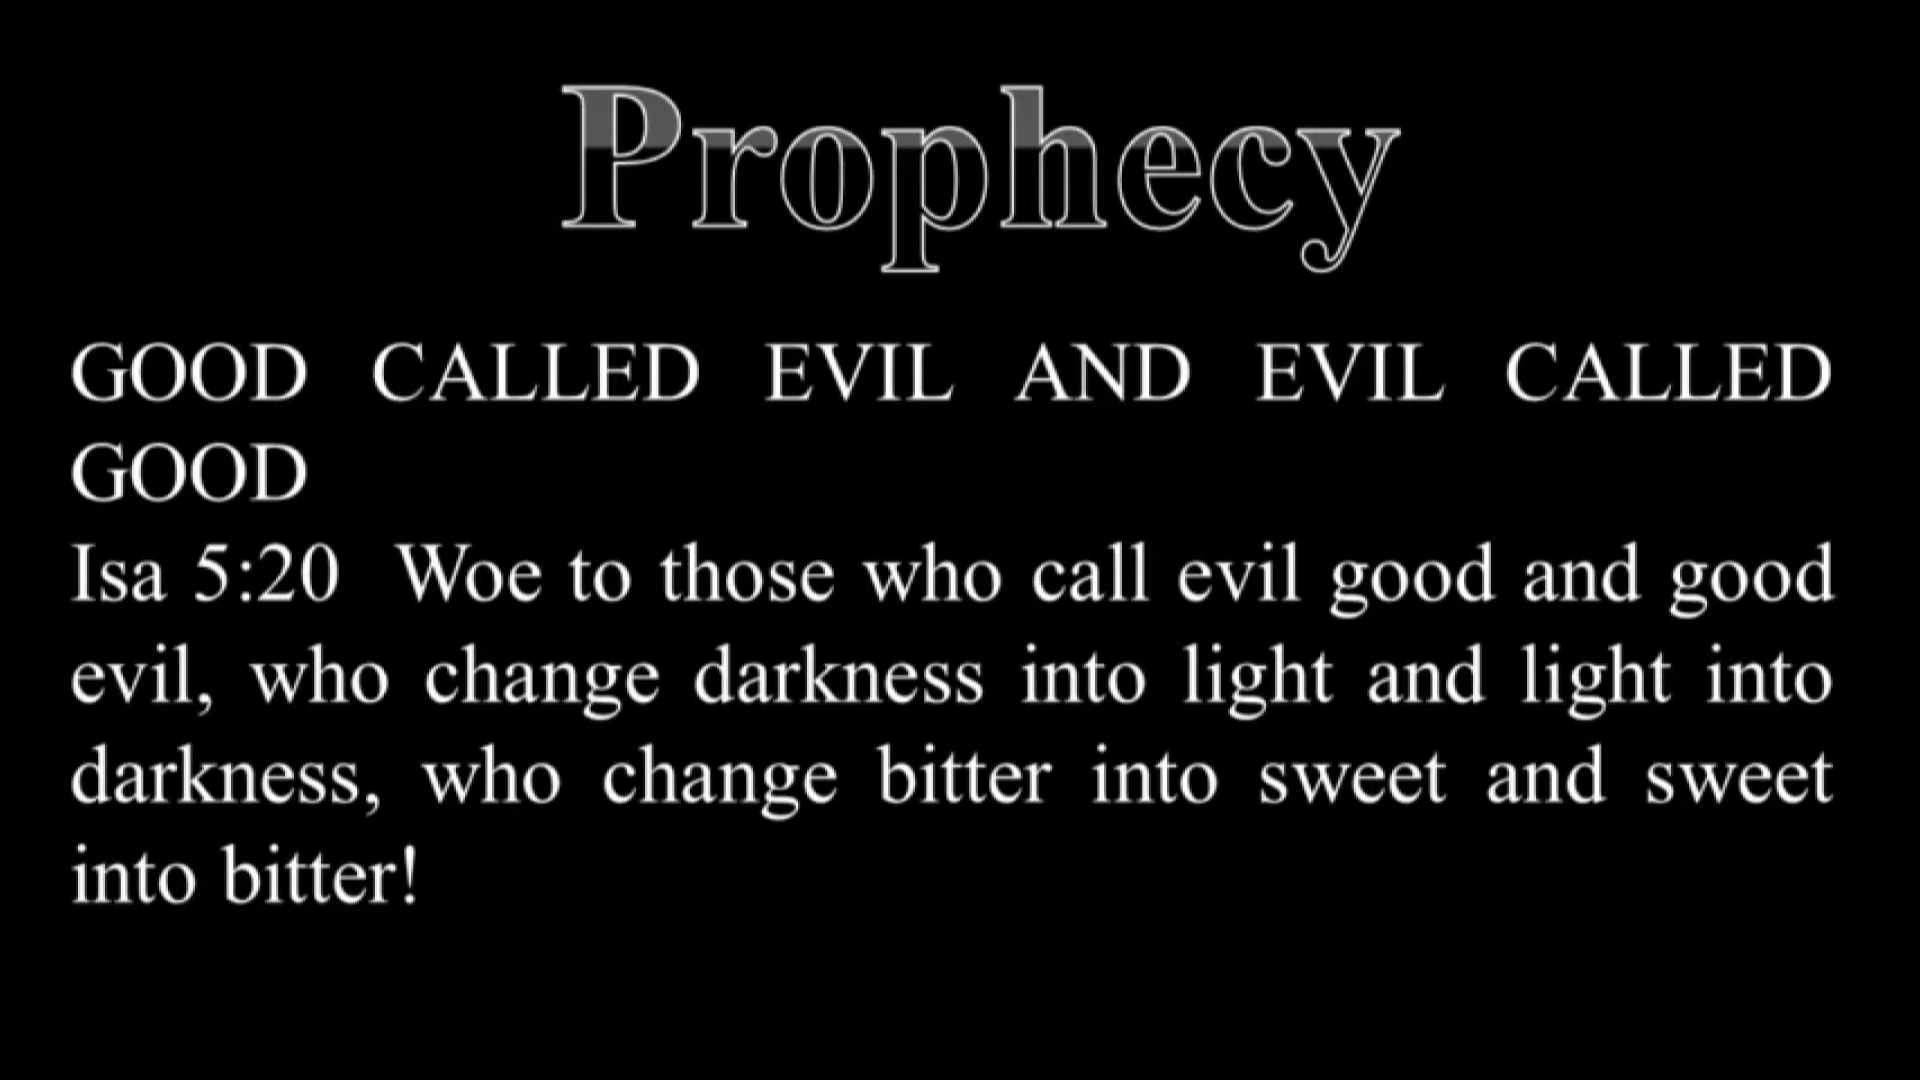 Prophecy
GOOD CALLED EVIL AND EVIL CALLED
GOOD
Isa 5:20 Woe to those who call evil good and good
evil, who change darkness into light and light into
darkness, who change bitter into sweet and sweet
into bitter!